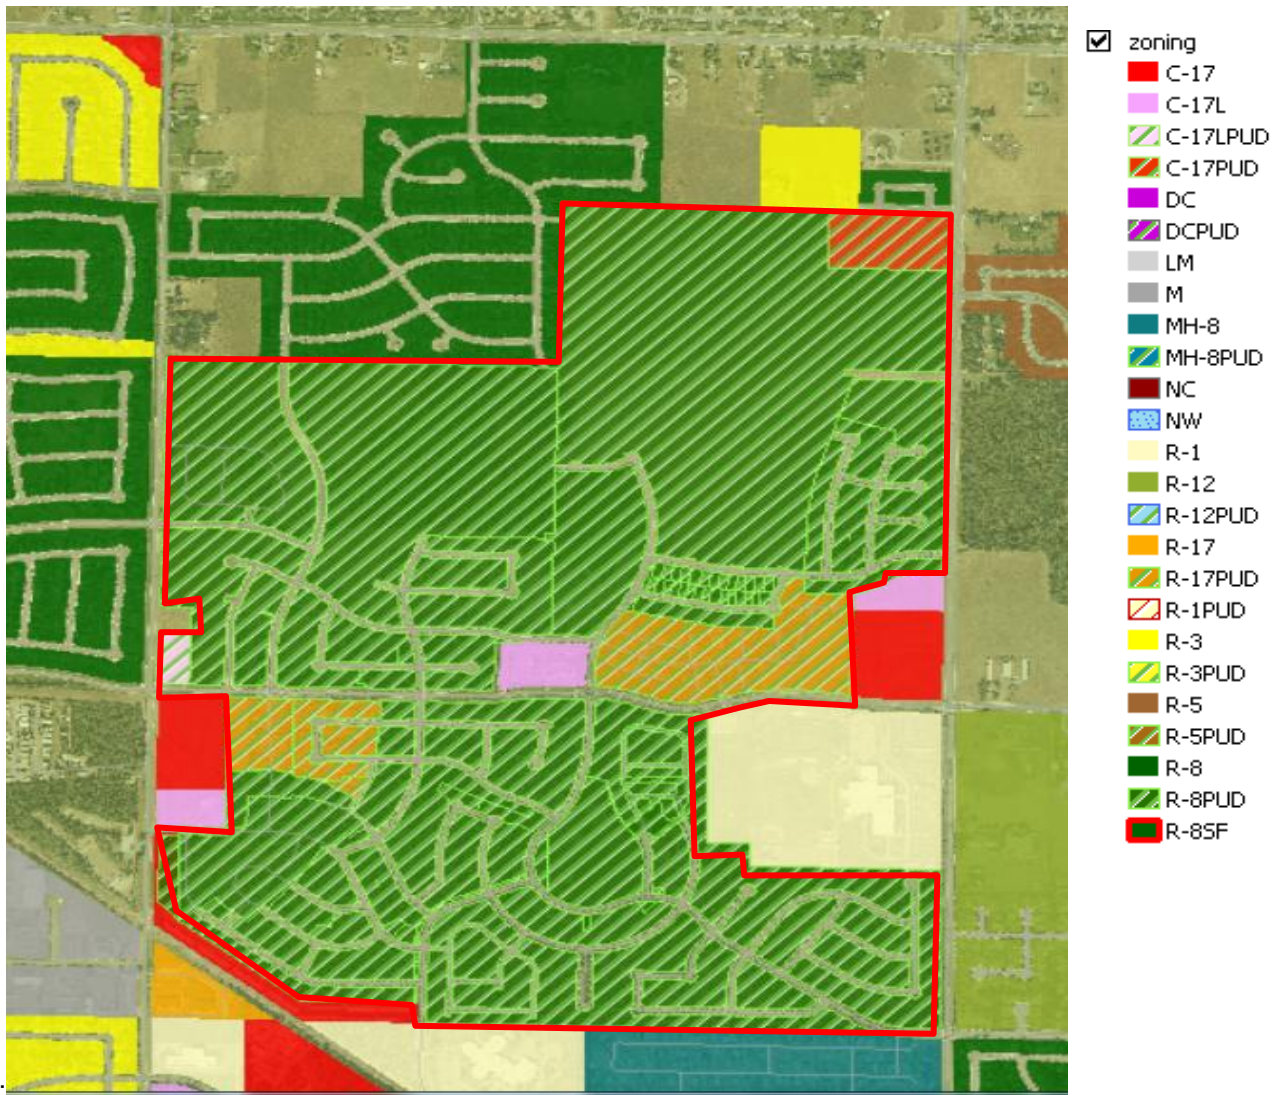 zoning
C-17
C-17L
C-17LPUD
C-17PUD
DC
DCPUD
LM
M
MH-8
MH-8PUD
NC
NW
R-1
R-12
R-12PUD
R-17
R-17PUD
R-1PUD
R-3
R-3PUD
R-5
R-5PUD
R-8
R-8PUD
R-8SF
.